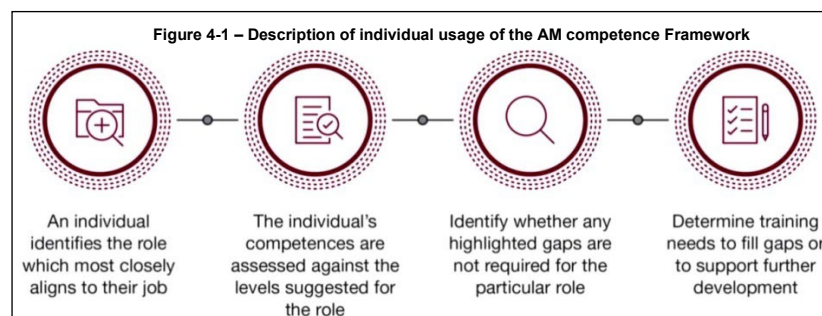 Figure 4-1 – Description of individual usage of the AM competence Framework
An individual
identifies the role
which most closely
aligns to their job
The individual's
competences are
assessed against the
levels suggested for
the role
Identify whether any
highlighted gaps are
not required for the
particular role
Determine training
needs to fill gaps or
to support further
development